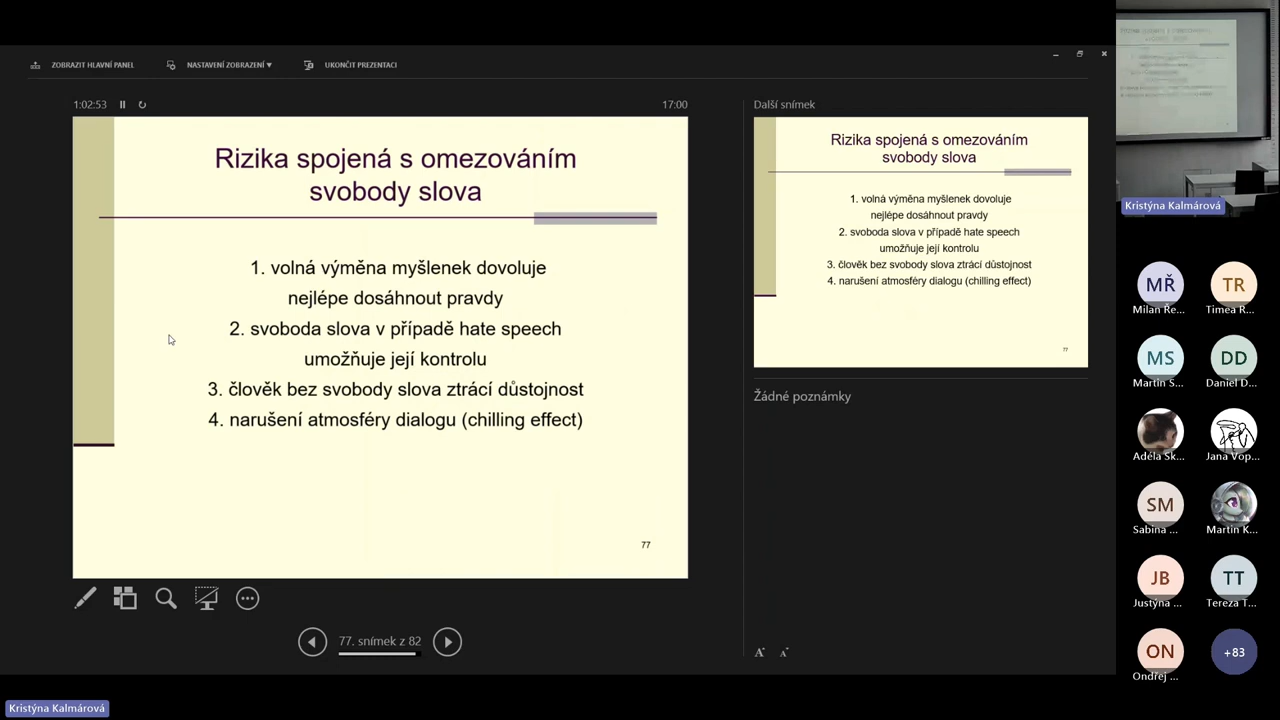 ZOBRAZIT HLAVNÍ PANEL
NASTAVENÍ ZOBRAZENÍ ▾
UKONČIT PREZENTACI
1:02:53
17:00
Rizika spojená s omezováním
svobody slova
1. volná výměna myšlenek dovoluje
nejlépe dosáhnout pravdy
2. svoboda slova v případě hate speech
umožňuje její kontrolu
3. člověk bez svobody slova ztrácí důstojnost
4. narušení atmosféry dialogu (chilling effect)
77
77. snímek z 82
Další snímek
Rizika spojená s omezováním
svobody slova
1. volná výměna myšlenek dovoluje
nejlépe dosáhnout pravdy
2. svoboda slova v případě hate speech
umožňuje její kontrolu
3. člověk bez svobody slova ztrácí důstojnost
4. narušení atmosféry dialogu (chilling effect)
77
Žádné poznámky
A A
Kristýna Kalmárová
MŘ
Milan Ře...
TR
Timea R...
MS
Martin S...
DD
Daniel D...
Adéla Sk...
Jana Vop...
SM
Sabina ...
Martin K...
JB
Justýna ...
TT
Tereza T...
ON
Ondřej ...
+83
Kristýna Kalmárová